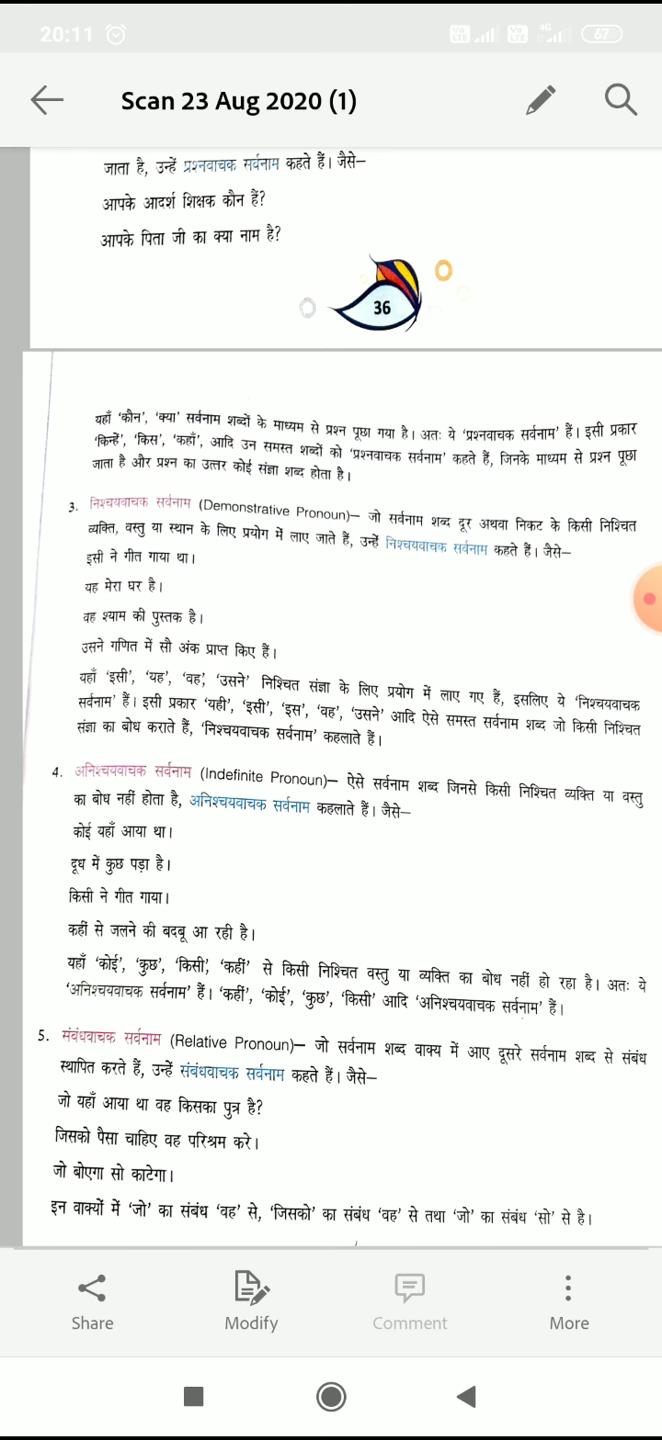 20:11
67
Scan 23 Aug 2020 (1)
जाता है, उन्हें प्रश्नवाचक सर्वनाम कहते हैं। जैसे–
आपके आदर्श शिक्षक कौन हैं?
आपके पिता जी का क्या नाम है?
36
यहाँ ‘कौन’, ‘क्या’ सर्वनाम शब्दों के माध्यम से प्रश्न पूछा गया है। अतः ये ‘प्रश्नवाचक सर्वनाम’ हैं। इसी प्रकार
‘किन्हें’, ‘किस’, ‘कहाँ’, आदि उन समस्त शब्दों को ‘प्रश्नवाचक सर्वनाम’ कहते हैं, जिनके माध्यम से प्रश्न पूछा
जाता है और प्रश्न का उत्तर कोई संज्ञा शब्द होता है।
3. निश्चयवाचक सर्वनाम (Demonstrative Pronoun)– जो सर्वनाम शब्द दूर अथवा निकट के किसी निश्चित
व्यक्ति, वस्तु या स्थान के लिए प्रयोग में लाए जाते हैं, उन्हें निश्चयवाचक सर्वनाम कहते हैं। जैसे–
इसी ने गीत गाया था।
यह मेरा घर है।
वह श्याम की पुस्तक है।
उसने गणित में सौ अंक प्राप्त किए हैं।
यहाँ ‘इसी’, ‘यह’, ‘वह’, ‘उसने’ निश्चित संज्ञा के लिए प्रयोग में लाए गए हैं, इसलिए ये ‘निश्चयवाचक
सर्वनाम’ हैं। इसी प्रकार ‘यही’, ‘इसी’, ‘इस’, ‘वह’, ‘उसने’ आदि ऐसे समस्त सर्वनाम शब्द जो किसी निश्चित
संज्ञा का बोध कराते हैं, ‘निश्चयवाचक सर्वनाम’ कहलाते हैं।
4. अनिश्चयवाचक सर्वनाम (Indefinite Pronoun)– ऐसे सर्वनाम शब्द जिनसे किसी निश्चित व्यक्ति या वस्तु
का बोध नहीं होता है, अनिश्चयवाचक सर्वनाम कहलाते हैं। जैसे–
कोई यहाँ आया था।
दूध में कुछ पड़ा है।
किसी ने गीत गाया।
कहीं से जलने की बदबू आ रही है।
यहाँ ‘कोई’, ‘कुछ’, ‘किसी’, ‘कहीं’ से किसी निश्चित वस्तु या व्यक्ति का बोध नहीं हो रहा है। अतः ये
‘अनिश्चयवाचक सर्वनाम’ हैं। ‘कहीं’, ‘कोई’, ‘कुछ’, ‘किसी’ आदि ‘अनिश्चयवाचक सर्वनाम’ हैं।
5. संबंधवाचक सर्वनाम (Relative Pronoun)– जो सर्वनाम शब्द वाक्य में आए दूसरे सर्वनाम शब्द से संबंध
स्थापित करते हैं, उन्हें संबंधवाचक सर्वनाम कहते हैं। जैसे–
जो यहाँ आया था वह किसका पुत्र है?
जिसको पैसा चाहिए वह परिश्रम करे।
जो बोएगा सो काटेगा।
इन वाक्यों में ‘जो’ का संबंध ‘वह’ से, ‘जिसको’ का संबंध ‘वह’ से तथा ‘जो’ का संबंध ‘सो’ से है।
Share Modify Comment More